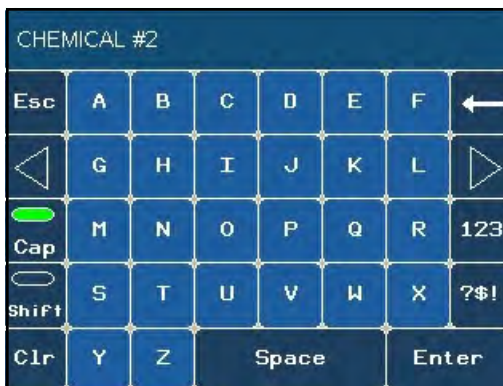 CHEMICAL #2
Esc A B C D E F
G H I J K L
Cap M N O P Q R 123
Shift S T U V W X ?$!
Clr Y Z Space Enter